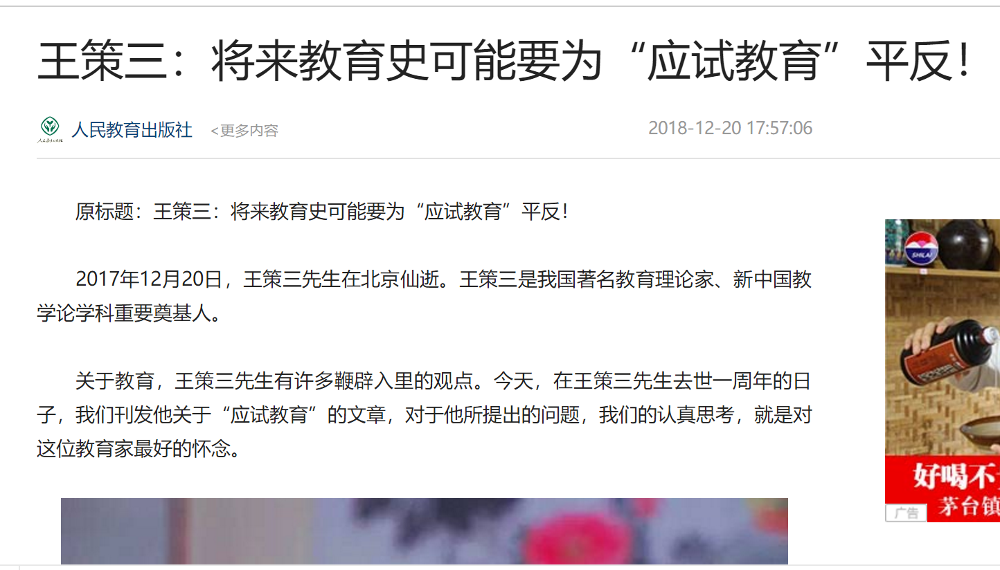 王策三：将来教育史可能要为“应试教育”平反！
人民教育出版社 <更多内容 2018-12-20 17:57:06
原标题：王策三：将来教育史可能要为“应试教育”平反！
2017年12月20日，王策三先生在北京仙逝。王策三是我国著名教育理论家、新中国教
学论学科重要奠基人。
关于教育，王策三先生有许多鞭辟入里的观点。今天，在王策三先生去世一周年的日
子，我们刊发他关于“应试教育”的文章，对于他所提出的问题，我们的认真思考，就是对
这位教育家最好的怀念。
SHILAI
好喝不
茅台镇
广告